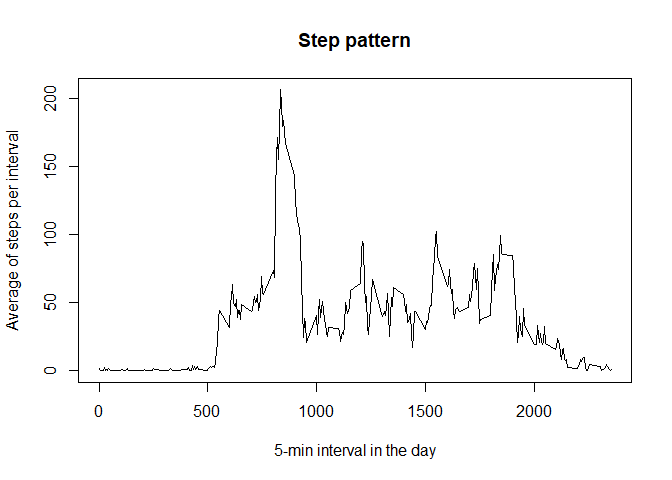 Step pattern
Average of steps per interval
200
150
100
50
0
0 500 1000 1500 2000
5-min interval in the day